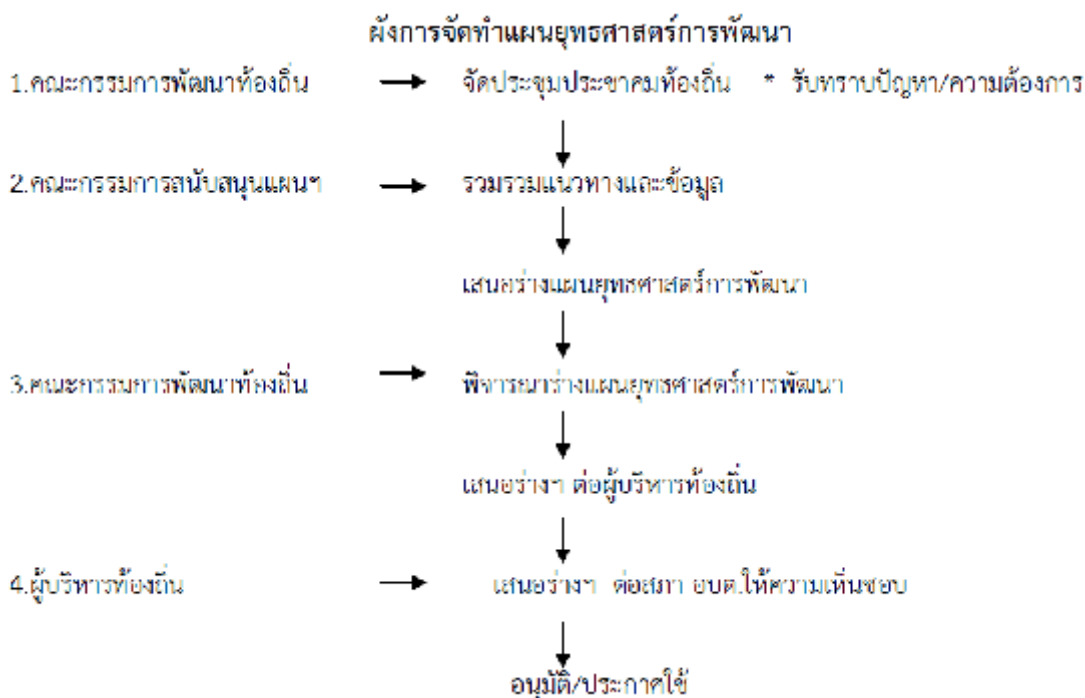 ผังการจัดทำแผนยุทธศาสตร์การพัฒนา
1.คณะกรรมการพัฒนาท้องถิ่น จัดประชุมประชาคมท้องถิ่น * รับทราบปัญหา/ความต้องการ
2.คณะกรรมการสนับสนุนแผนฯ รวมรวมแนวทางและข้อมูล
เสนอร่างแผนยุทธศาสตร์การพัฒนา
3.คณะกรรมการพัฒนาท้องถิ่น พิจารณาร่างแผนยุทธศาสตร์การพัฒนา
เสนอร่างฯ ต่อผู้บริหารท้องถิ่น
4.ผู้บริหารท้องถิ่น เสนอร่างฯ ต่อสภา อบต.ให้ความเห็นชอบ
อนุมัติ/ประกาศใช้